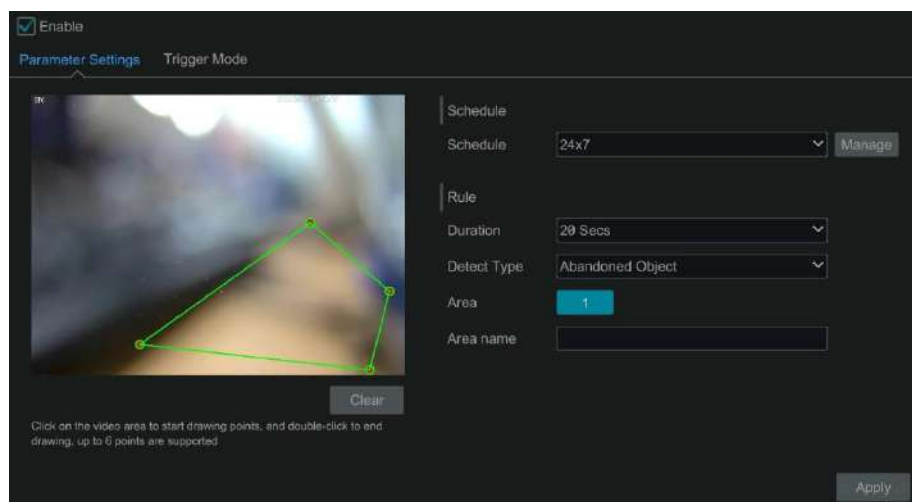 Enable
Parameter Settings Trigger Mode
Schedule
Schedule 24x7 Manage
Rule
Duration 20 Secs
Detect Type Abandoned Object
Area 1
Area name
Clear
Click on the video area to start drawing points, and double-click to end
drawing, up to 6 points are supported
Apply